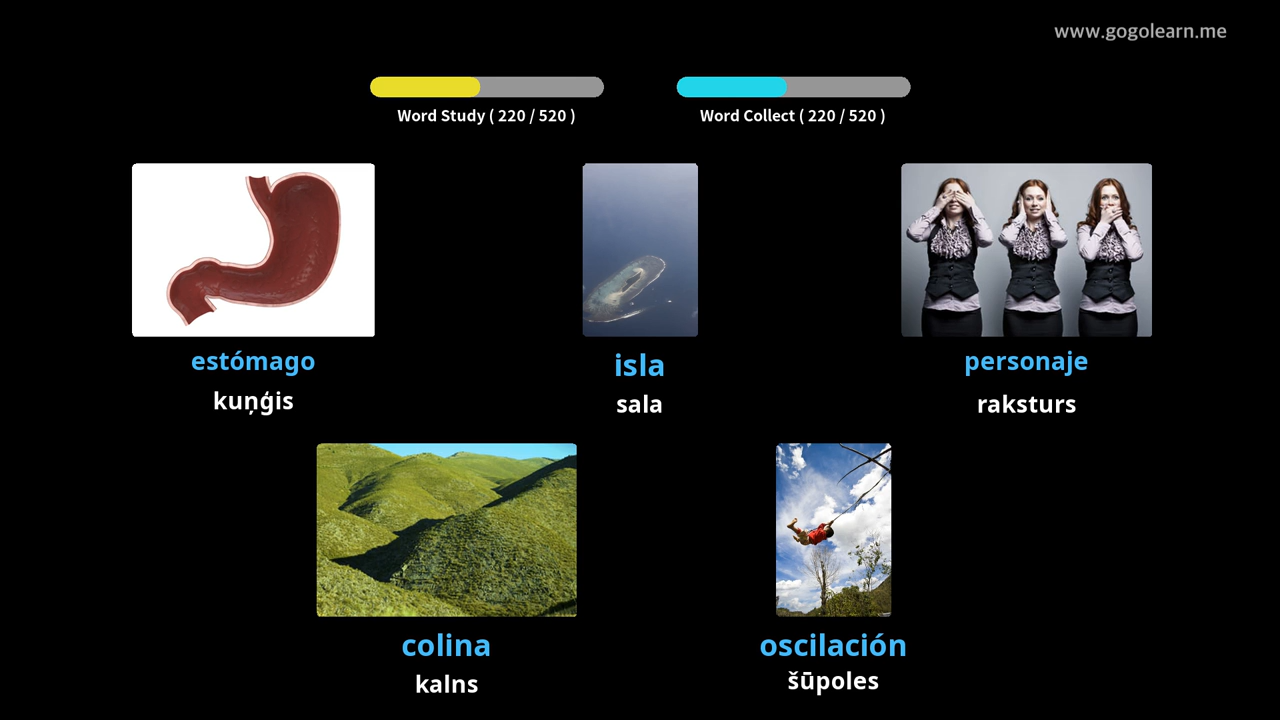 www.gogolearn.me
Word Study ( 220 / 520 )
Word Collect ( 220 / 520 )
estómago
kuņģis
isla
sala
personaje
raksturs
colina
kalns
oscilación
šūpoles